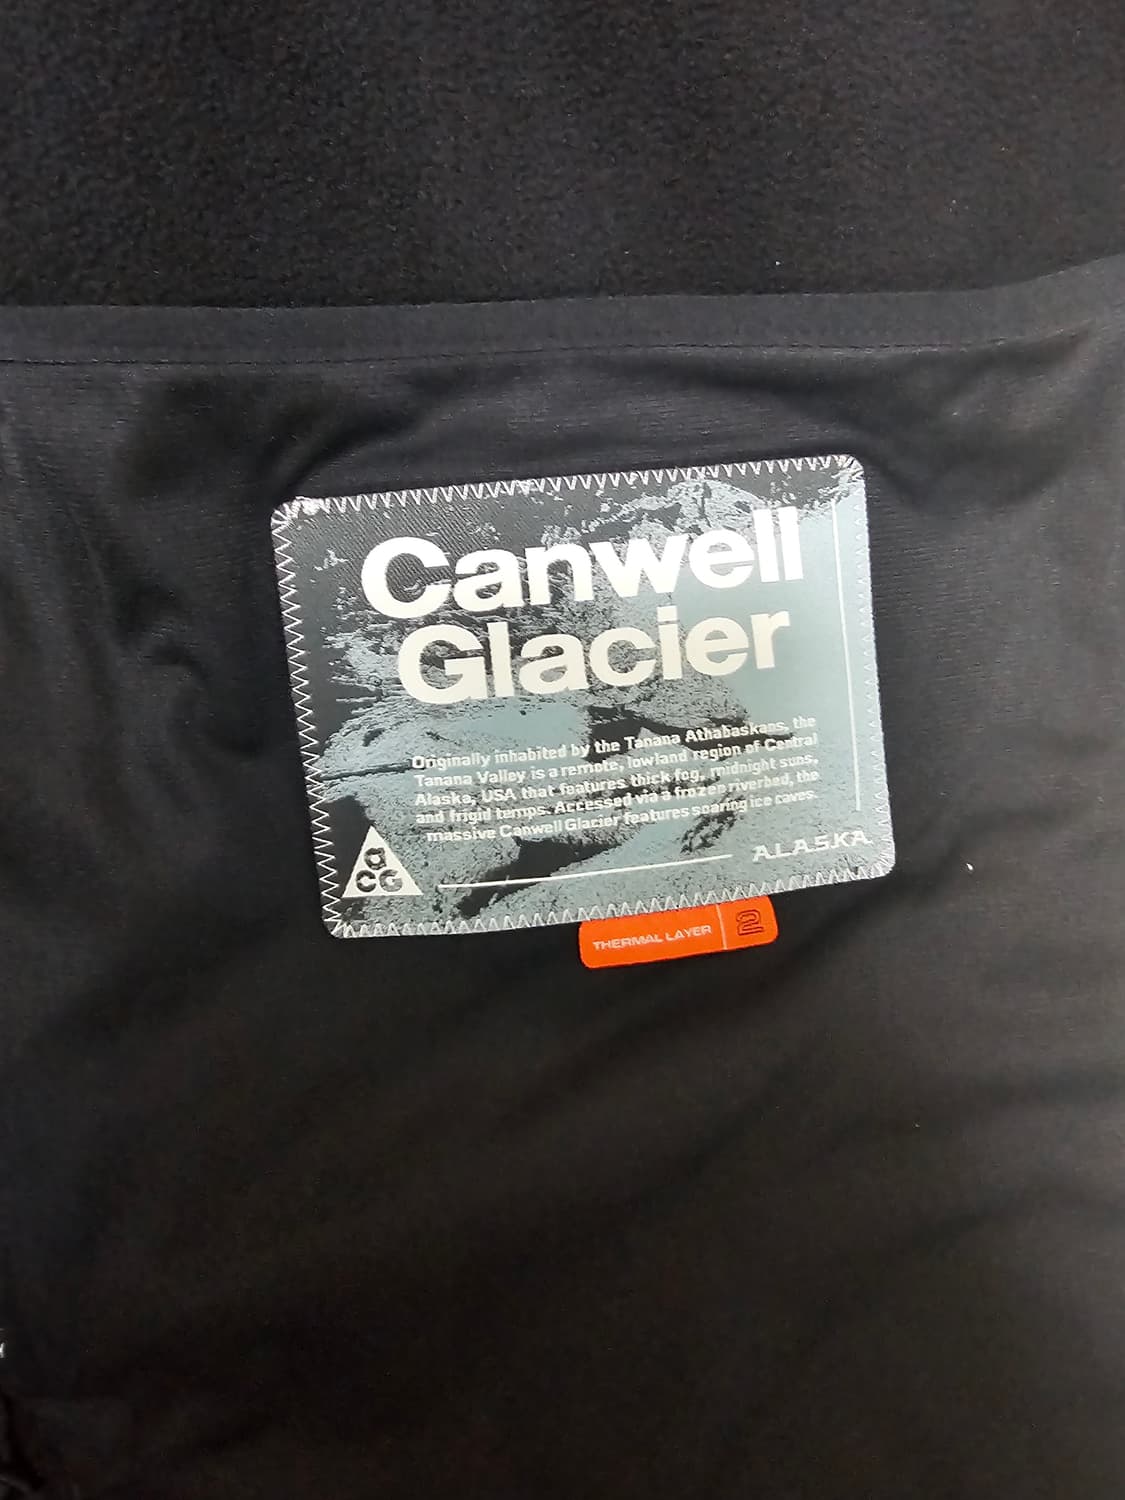 Canwell
Glacier
Originally inhabited by the Tanana Athabaskans, the
Tanana Valley is a remote, lowland region of Central
Alaska, USA that features thick fog, midnight suns,
and frigid temps. Accessed via a frozen riverbed, the
massive Canwell Glacier features soaring ice caves.
aCG
ALASKA
THERMAL LAYER 2